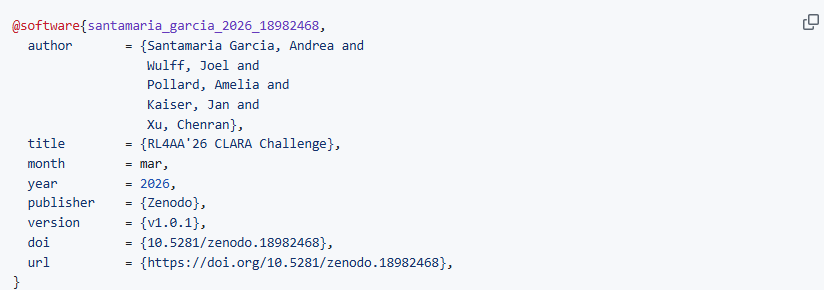 @software{santamaria_garcia_2026_18982468,
author = {Santamaria Garcia, Andrea and
Wulff, Joel and
Pollard, Amelia and
Kaiser, Jan and
Xu, Chenran},
title = {RL4AA'26 CLARA Challenge},
month = mar,
year = 2026,
publisher = {Zenodo},
version = {v1.0.1},
doi = {10.5281/zenodo.18982468},
url = {https://doi.org/10.5281/zenodo.18982468},
}